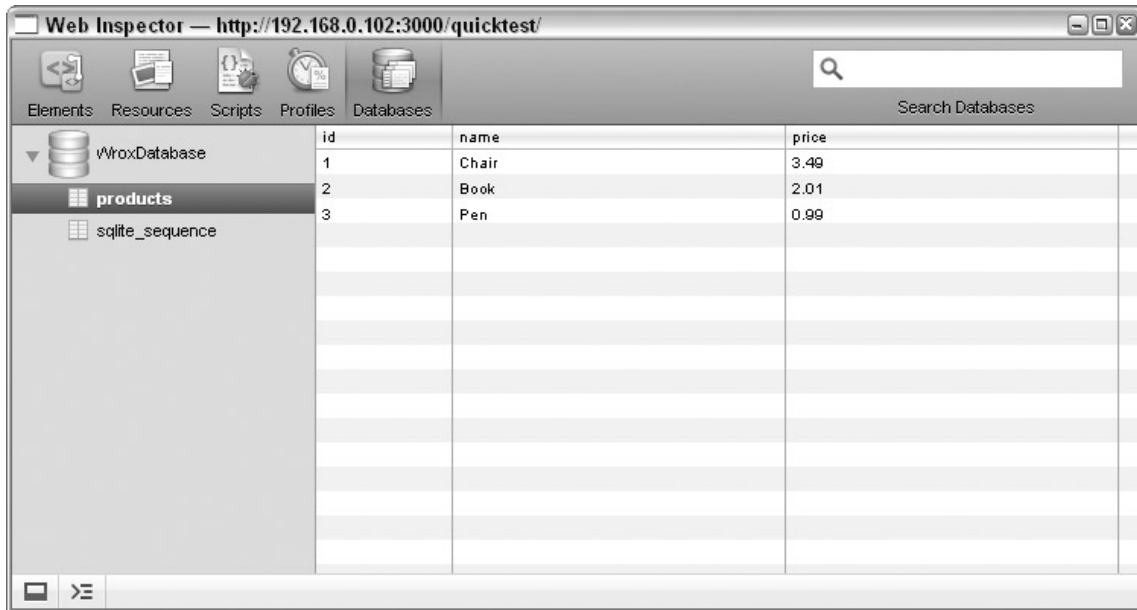 Web Inspector — http://192.168.0.102:3000/quicktest/
Elements Resources Scripts Profiles Databases
Search Databases
WroxDatabase
products
sqlite_sequence
id name price
1 Chair 3.49
2 Book 2.01
3 Pen 0.99